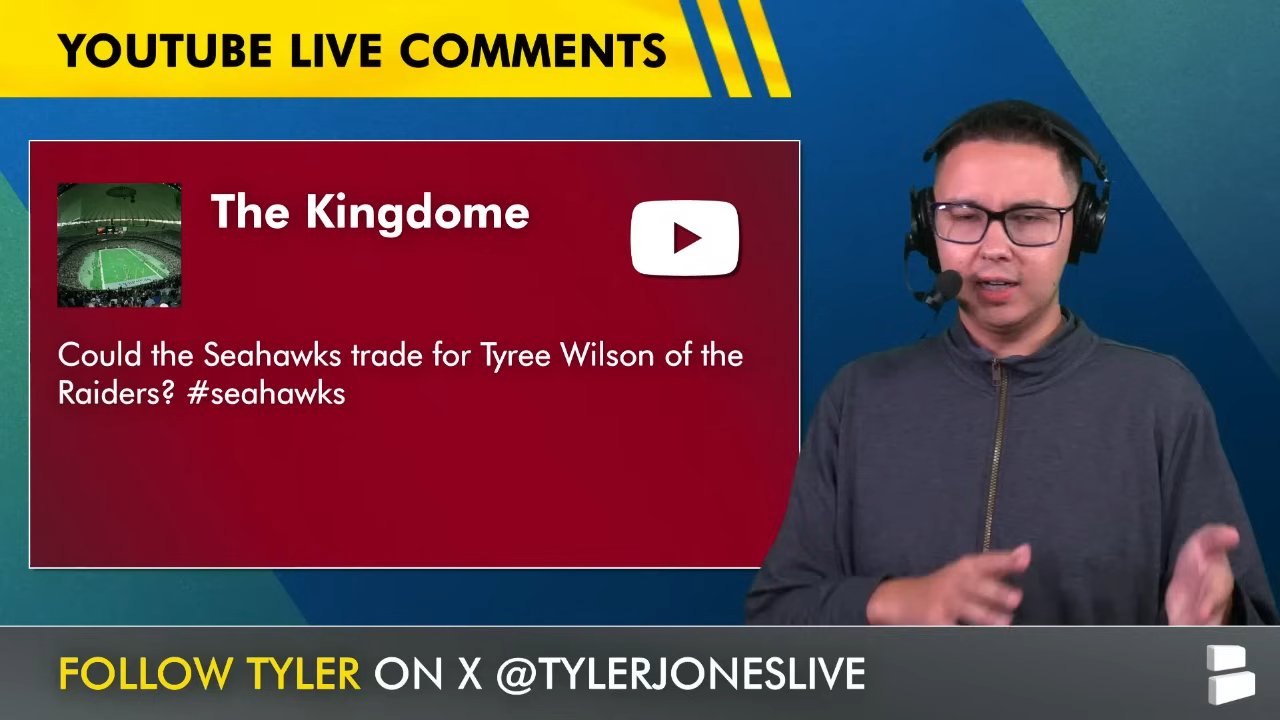 YOUTUBE LIVE COMMENTS
The Kingdome
Could the Seahawks trade for Tyree Wilson of the
Raiders? #seahawks
FOLLOW TYLER ON X @TYLERJONESLIVE